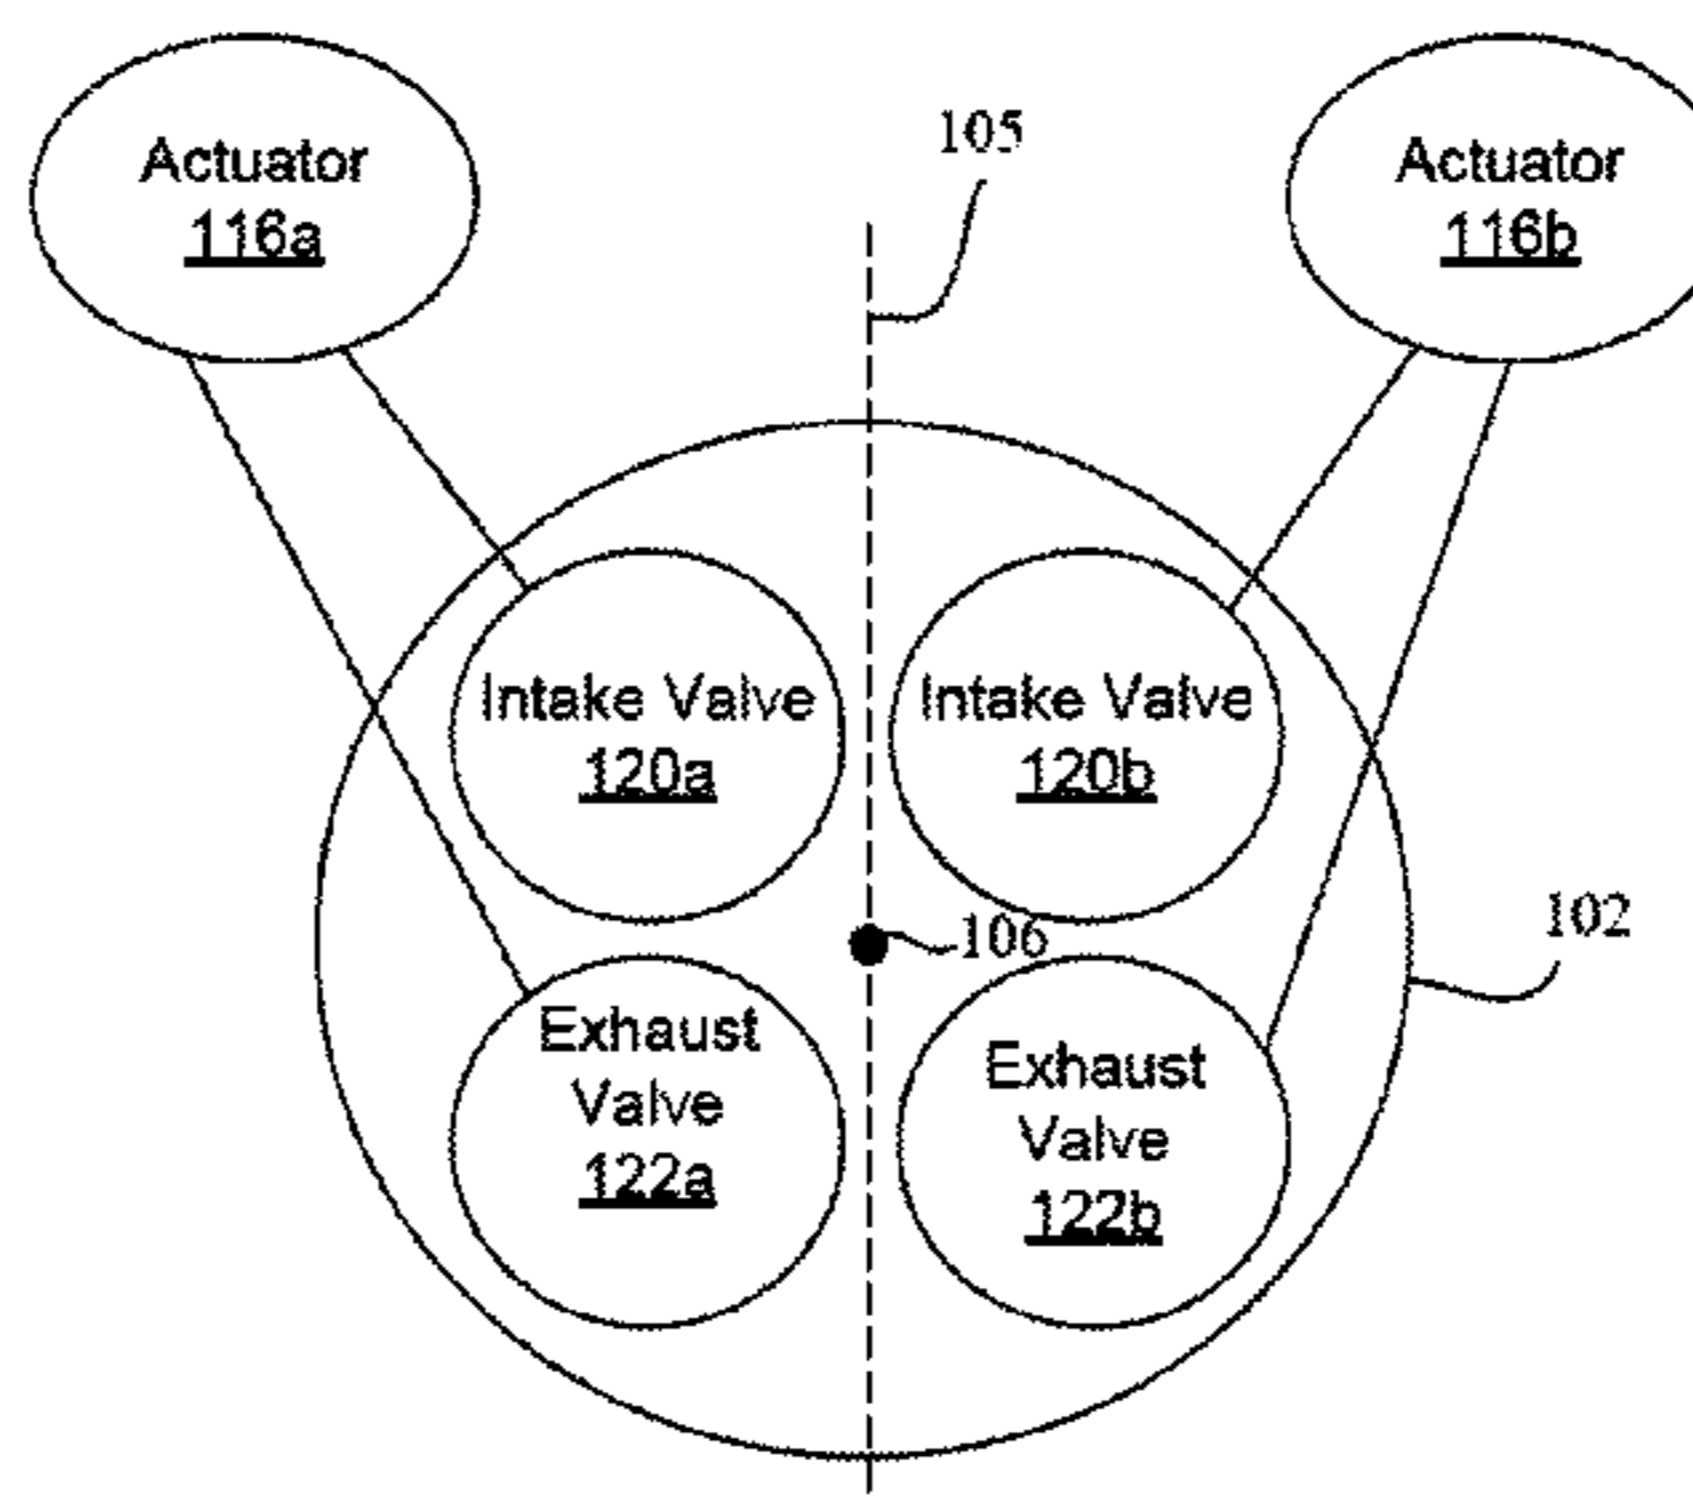 Actuator
116a
105
Actuator
116b
Intake Valve
120a
Intake Valve
120b
106
102
Exhaust
Valve
122a
Exhaust
Valve
122b